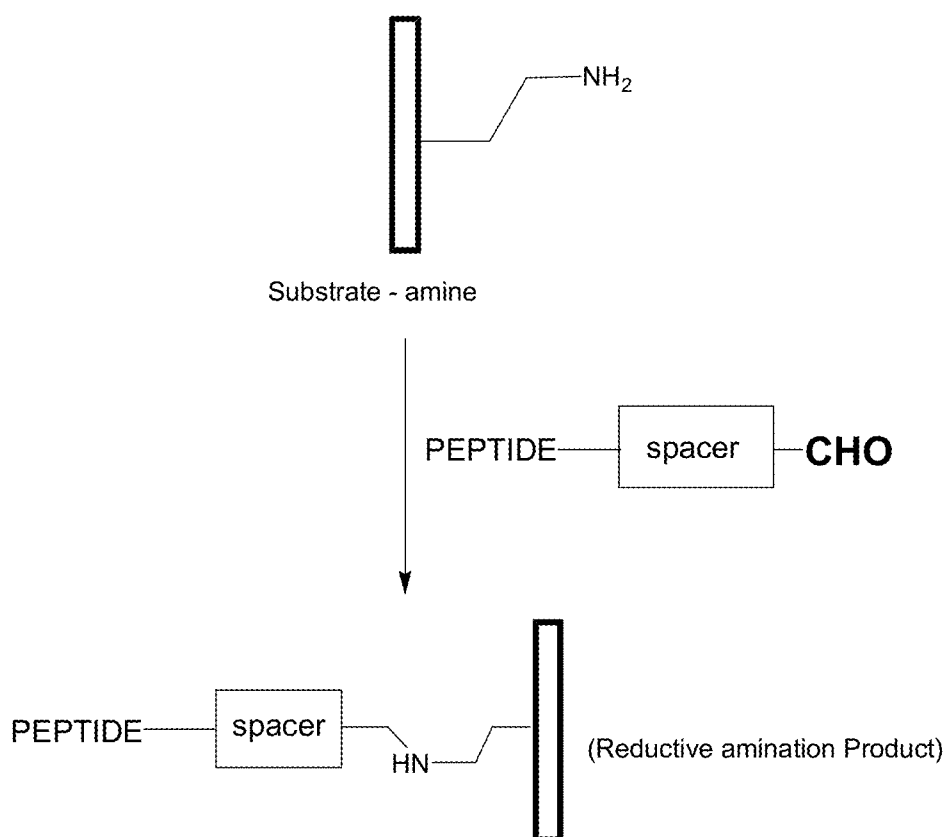 NH₂
Substrate - amine
PEPTIDE spacer CHO
PEPTIDE spacer HN (Reductive amination Product)